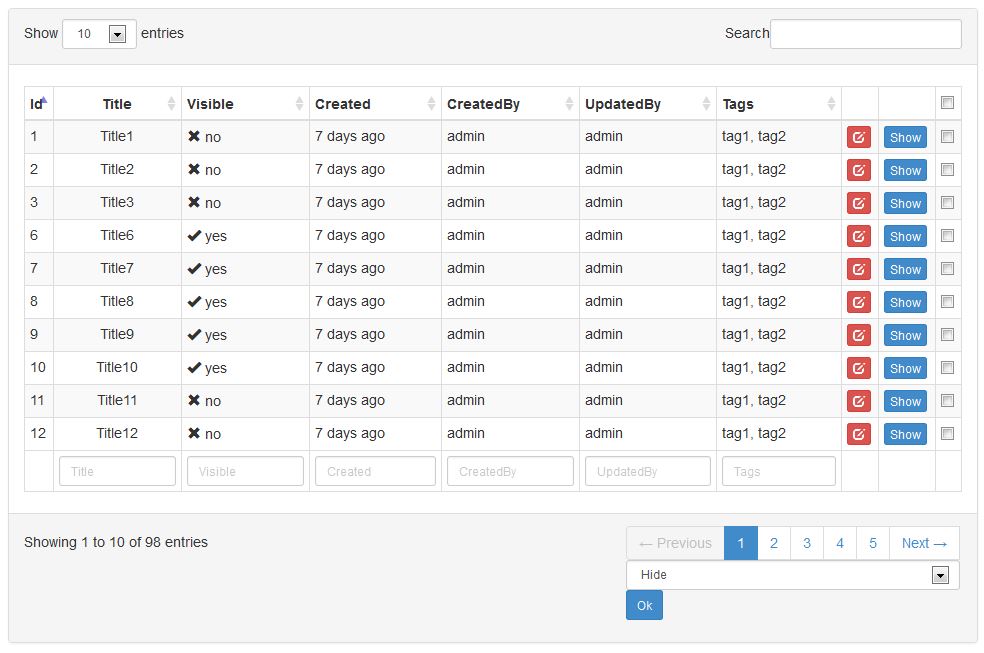 Show 10 entries Search
Id Title Visible Created CreatedBy UpdatedBy Tags
1 Title1 no 7 days ago admin admin tag1, tag2 Show
2 Title2 no 7 days ago admin admin tag1, tag2 Show
3 Title3 no 7 days ago admin admin tag1, tag2 Show
6 Title6 yes 7 days ago admin admin tag1, tag2 Show
7 Title7 yes 7 days ago admin admin tag1, tag2 Show
8 Title8 yes 7 days ago admin admin tag1, tag2 Show
9 Title9 yes 7 days ago admin admin tag1, tag2 Show
10 Title10 yes 7 days ago admin admin tag1, tag2 Show
11 Title11 no 7 days ago admin admin tag1, tag2 Show
12 Title12 no 7 days ago admin admin tag1, tag2 Show
Title Visible Created CreatedBy UpdatedBy Tags
Showing 1 to 10 of 98 entries ← Previous 1 2 3 4 5 Next →
Hide
Ok